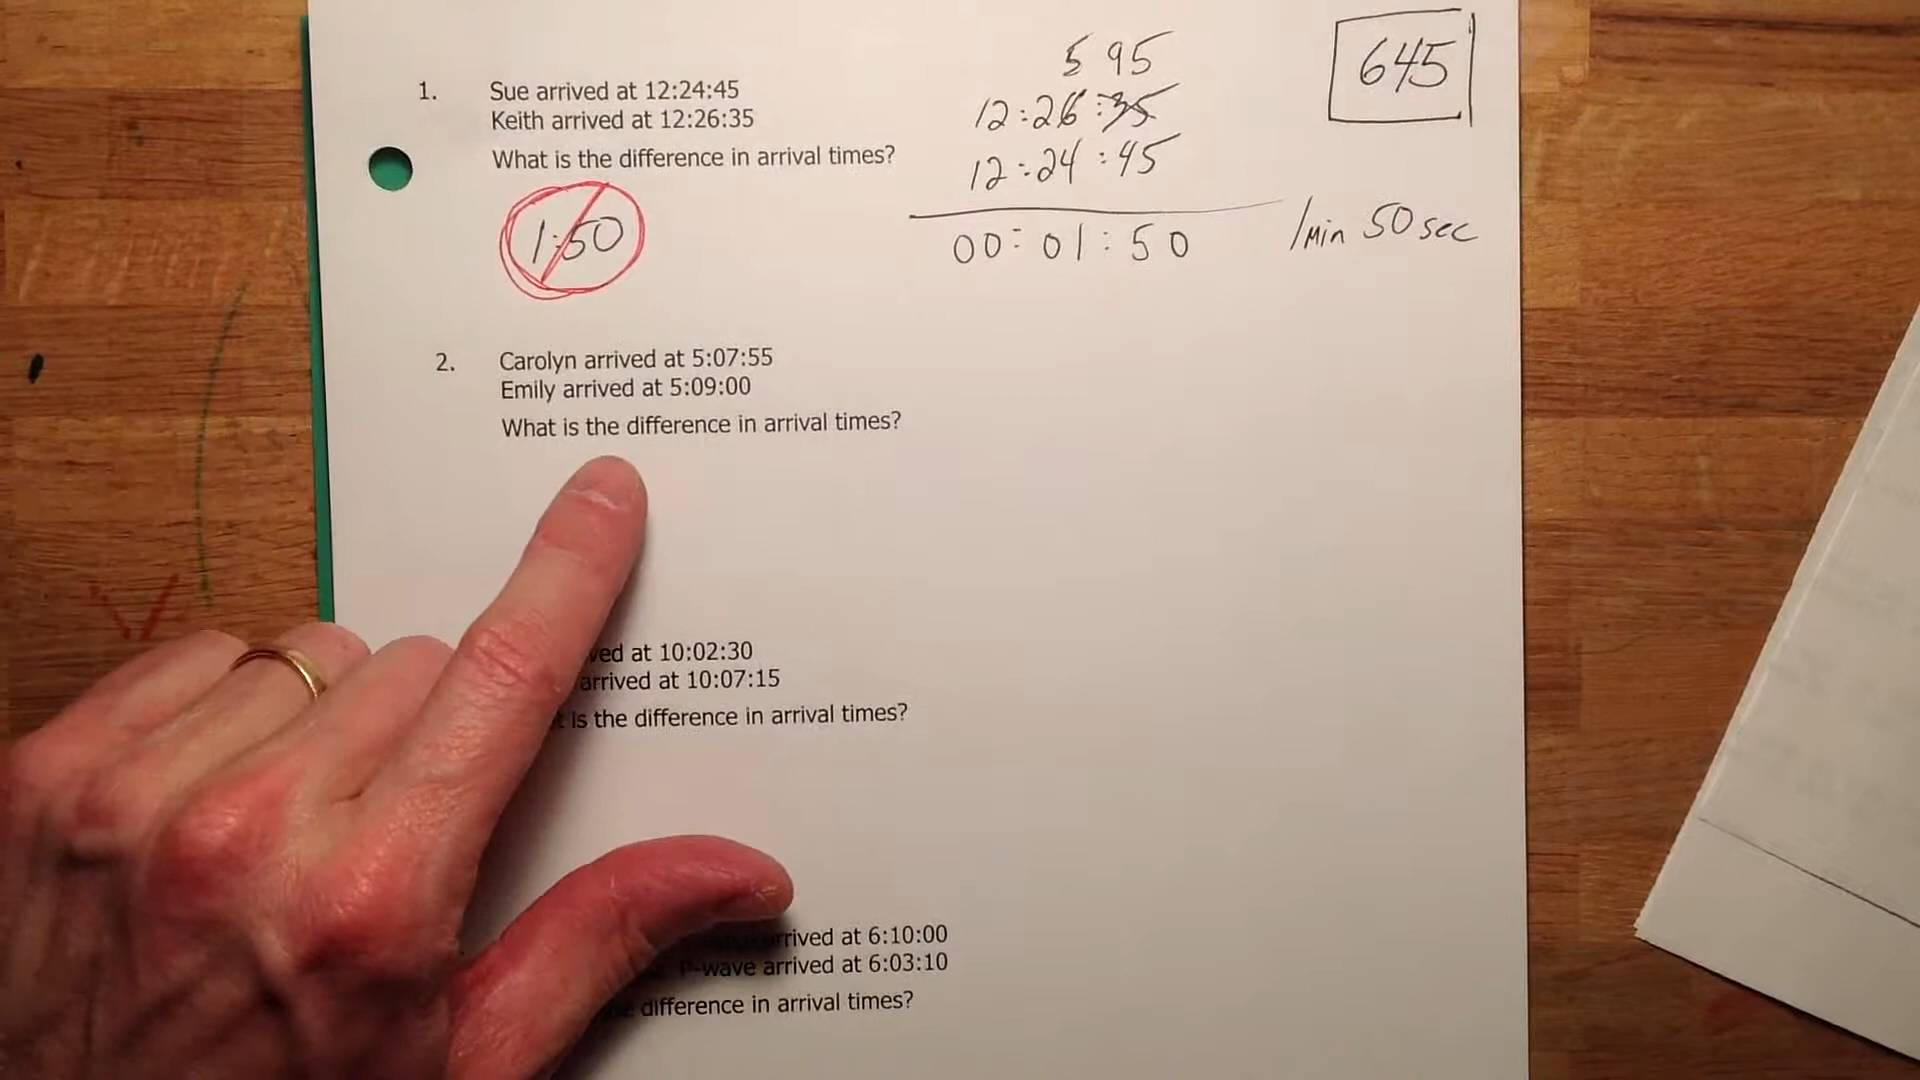 645
1. Sue arrived at 12:24:45
Keith arrived at 12:26:35
What is the difference in arrival times?
1:50
5 95
12:26:35
12:24:45
00:01:50
1min 50sec
2. Carolyn arrived at 5:07:55
Emily arrived at 5:09:00
What is the difference in arrival times?
at 10:02:30
arrived at 10:07:15
is the difference in arrival times?
arrived at 6:10:00
P-wave arrived at 6:03:10
difference in arrival times?